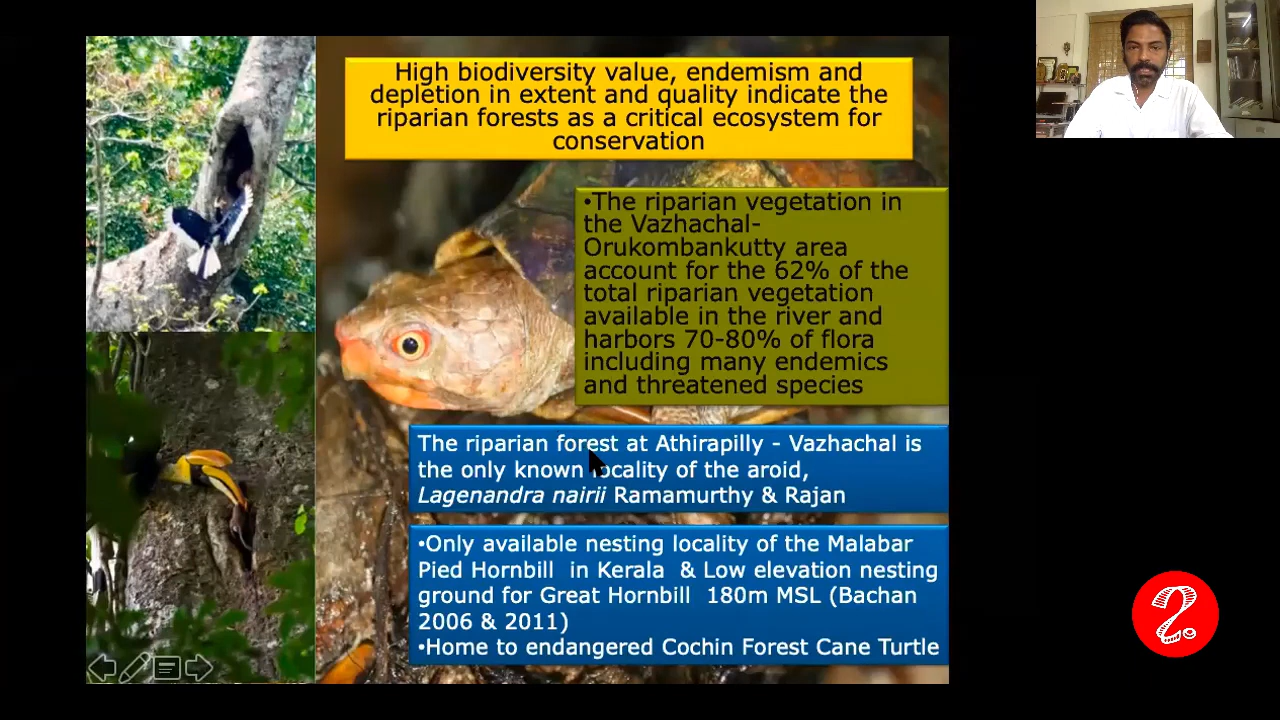 High biodiversity value, endemism and
depletion in extent and quality indicate the
riparian forests as a critical ecosystem for
conservation
•The riparian vegetation in
the Vazhachal-
Orukombankutty area
account for the 62% of the
total riparian vegetation
available in the river and
harbors 70-80% of flora
including many endemics
and threatened species
The riparian forest at Athirapilly - Vazhachal is
the only known locality of the aroid,
Lagenandra nairii Ramamurthy & Rajan
•Only available nesting locality of the Malabar
Pied Hornbill in Kerala & Low elevation nesting
ground for Great Hornbill 180m MSL (Bachan
2006 & 2011)
•Home to endangered Cochin Forest Cane Turtle
2.